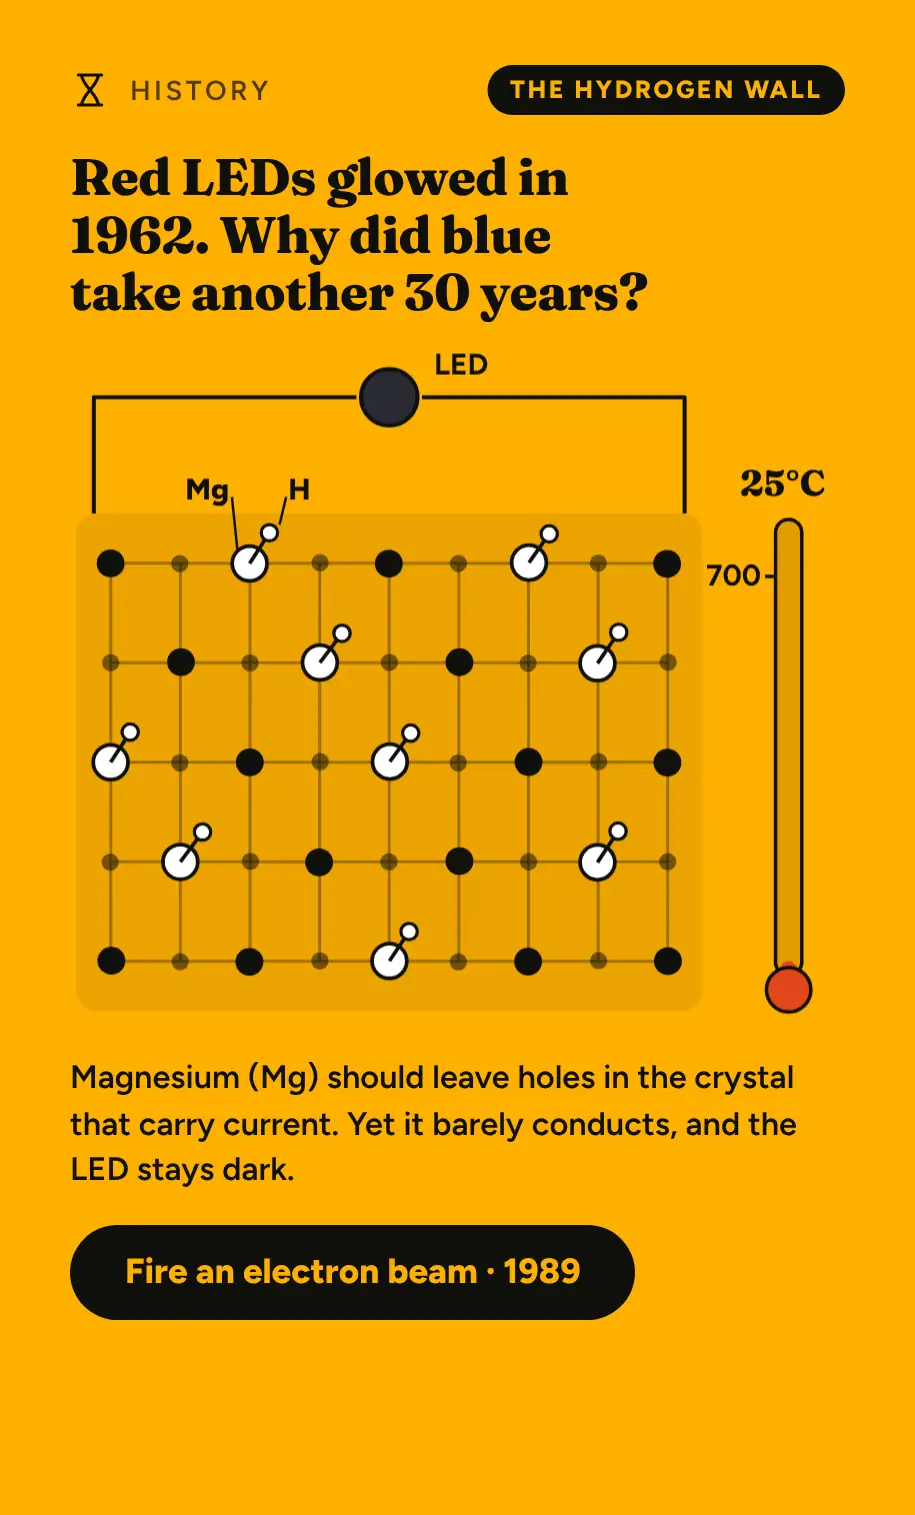 HISTORY
THE HYDROGEN WALL
Red LEDs glowed in
1962. Why did blue
take another 30 years?
LED
Mg
H
25°C
700
Magnesium (Mg) should leave holes in the crystal
that carry current. Yet it barely conducts, and the
LED stays dark.
Fire an electron beam · 1989